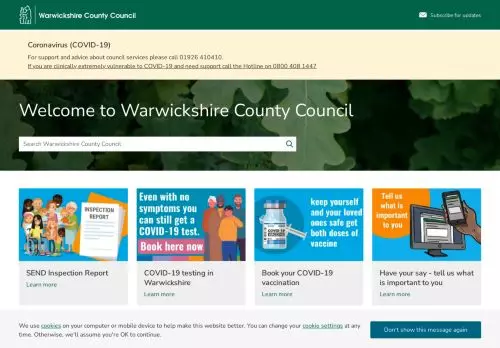 Warwickshire County Council
Subscribe for updates
Coronavirus (COVID-19)
For support and advice about council services please call 01926 410410.
If you are clinically extremely vulnerable to COVID-19 and need support call the Hotline on 0800 408 1447
Welcome to Warwickshire County Council
Search Warwickshire County Council
INSPECTION
REPORT
SEND Inspection Report
Learn more
Even with no
symptoms you
can still get a
COVID-19 test.
Book here now
COVID-19 testing in
Warwickshire
Learn more
keep yourself
and your loved
ones safe get
both doses of
vaccine
Book your COVID-19
vaccination
Learn more
Tell us
what is
important
to you
Have your say - tell us what
is important to you
Learn more
We use cookies on your computer or mobile device to help make this website better. You can change your cookie settings at any
time. Otherwise, we'll assume you're OK to continue.
Don't show this message again